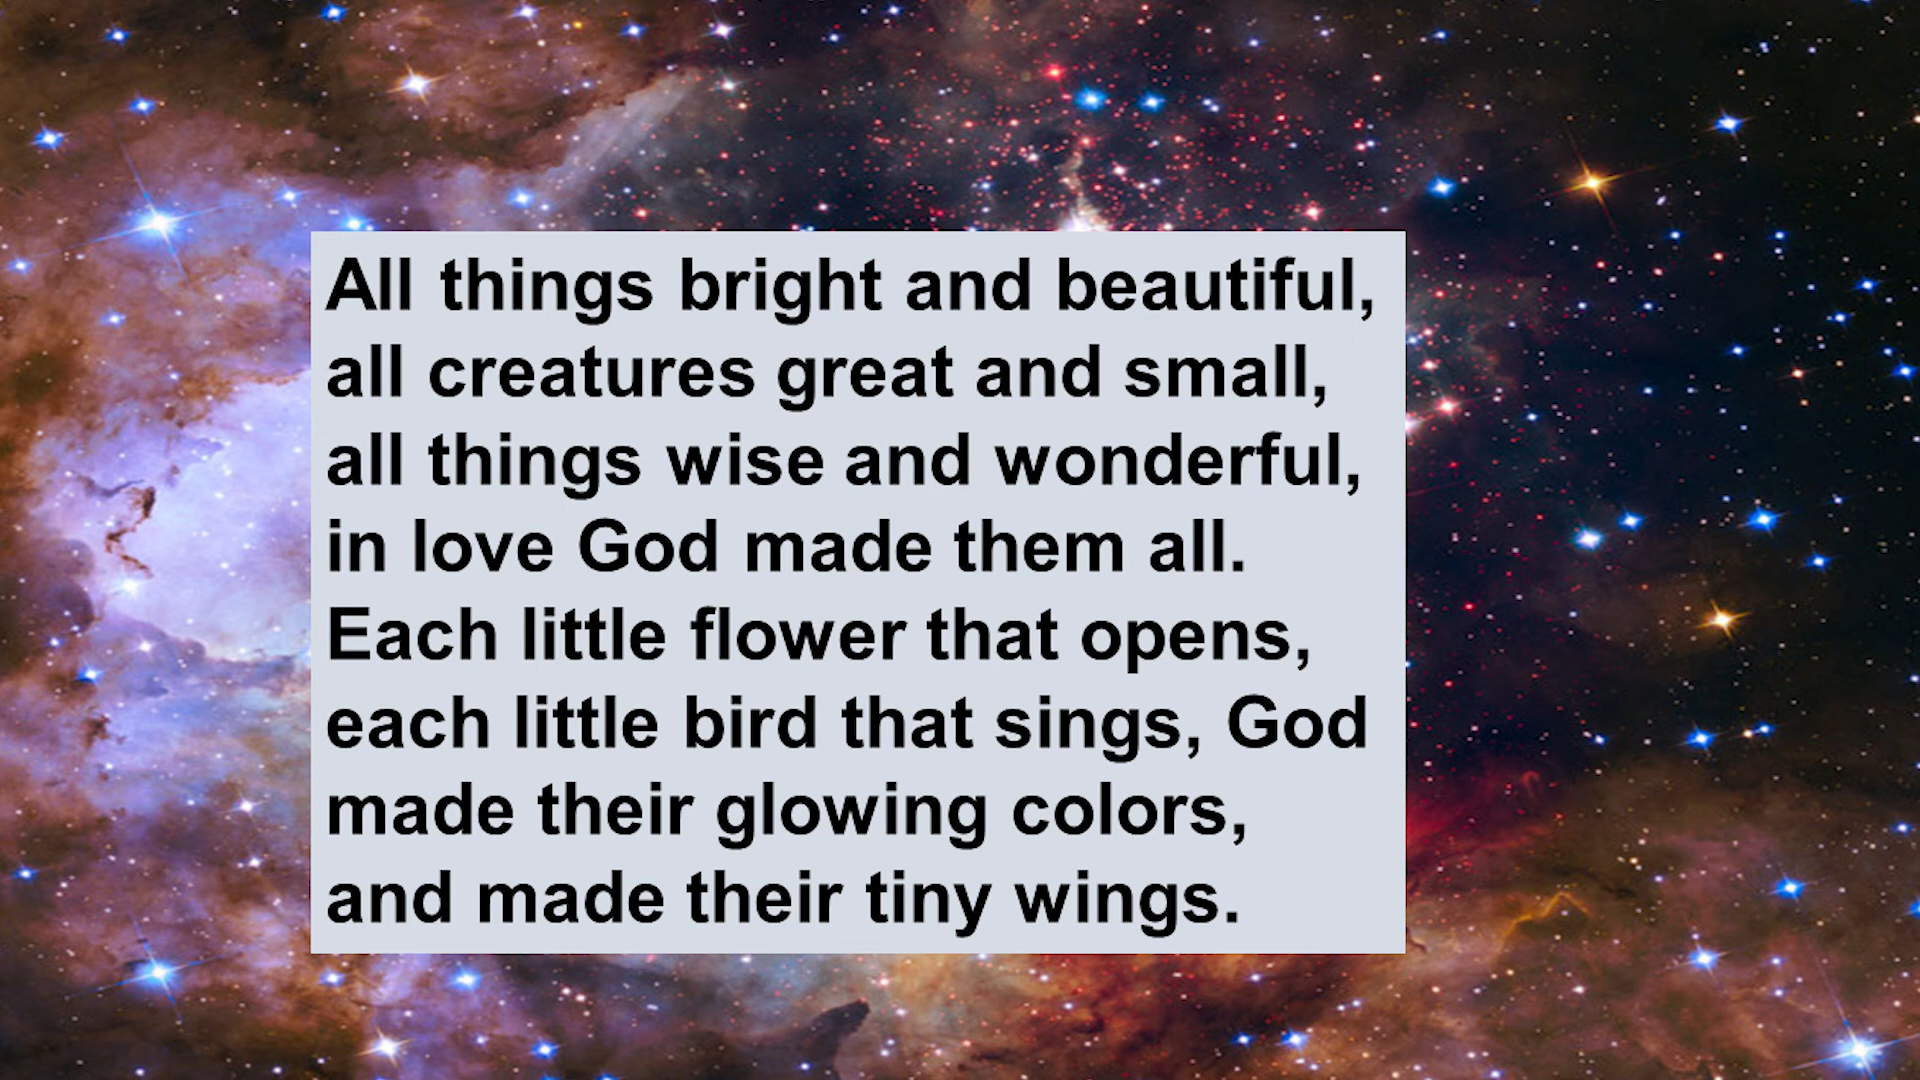 All things bright and beautiful,
all creatures great and small,
all things wise and wonderful,
in love God made them all.
Each little flower that opens,
each little bird that sings, God
made their glowing colors,
and made their tiny wings.